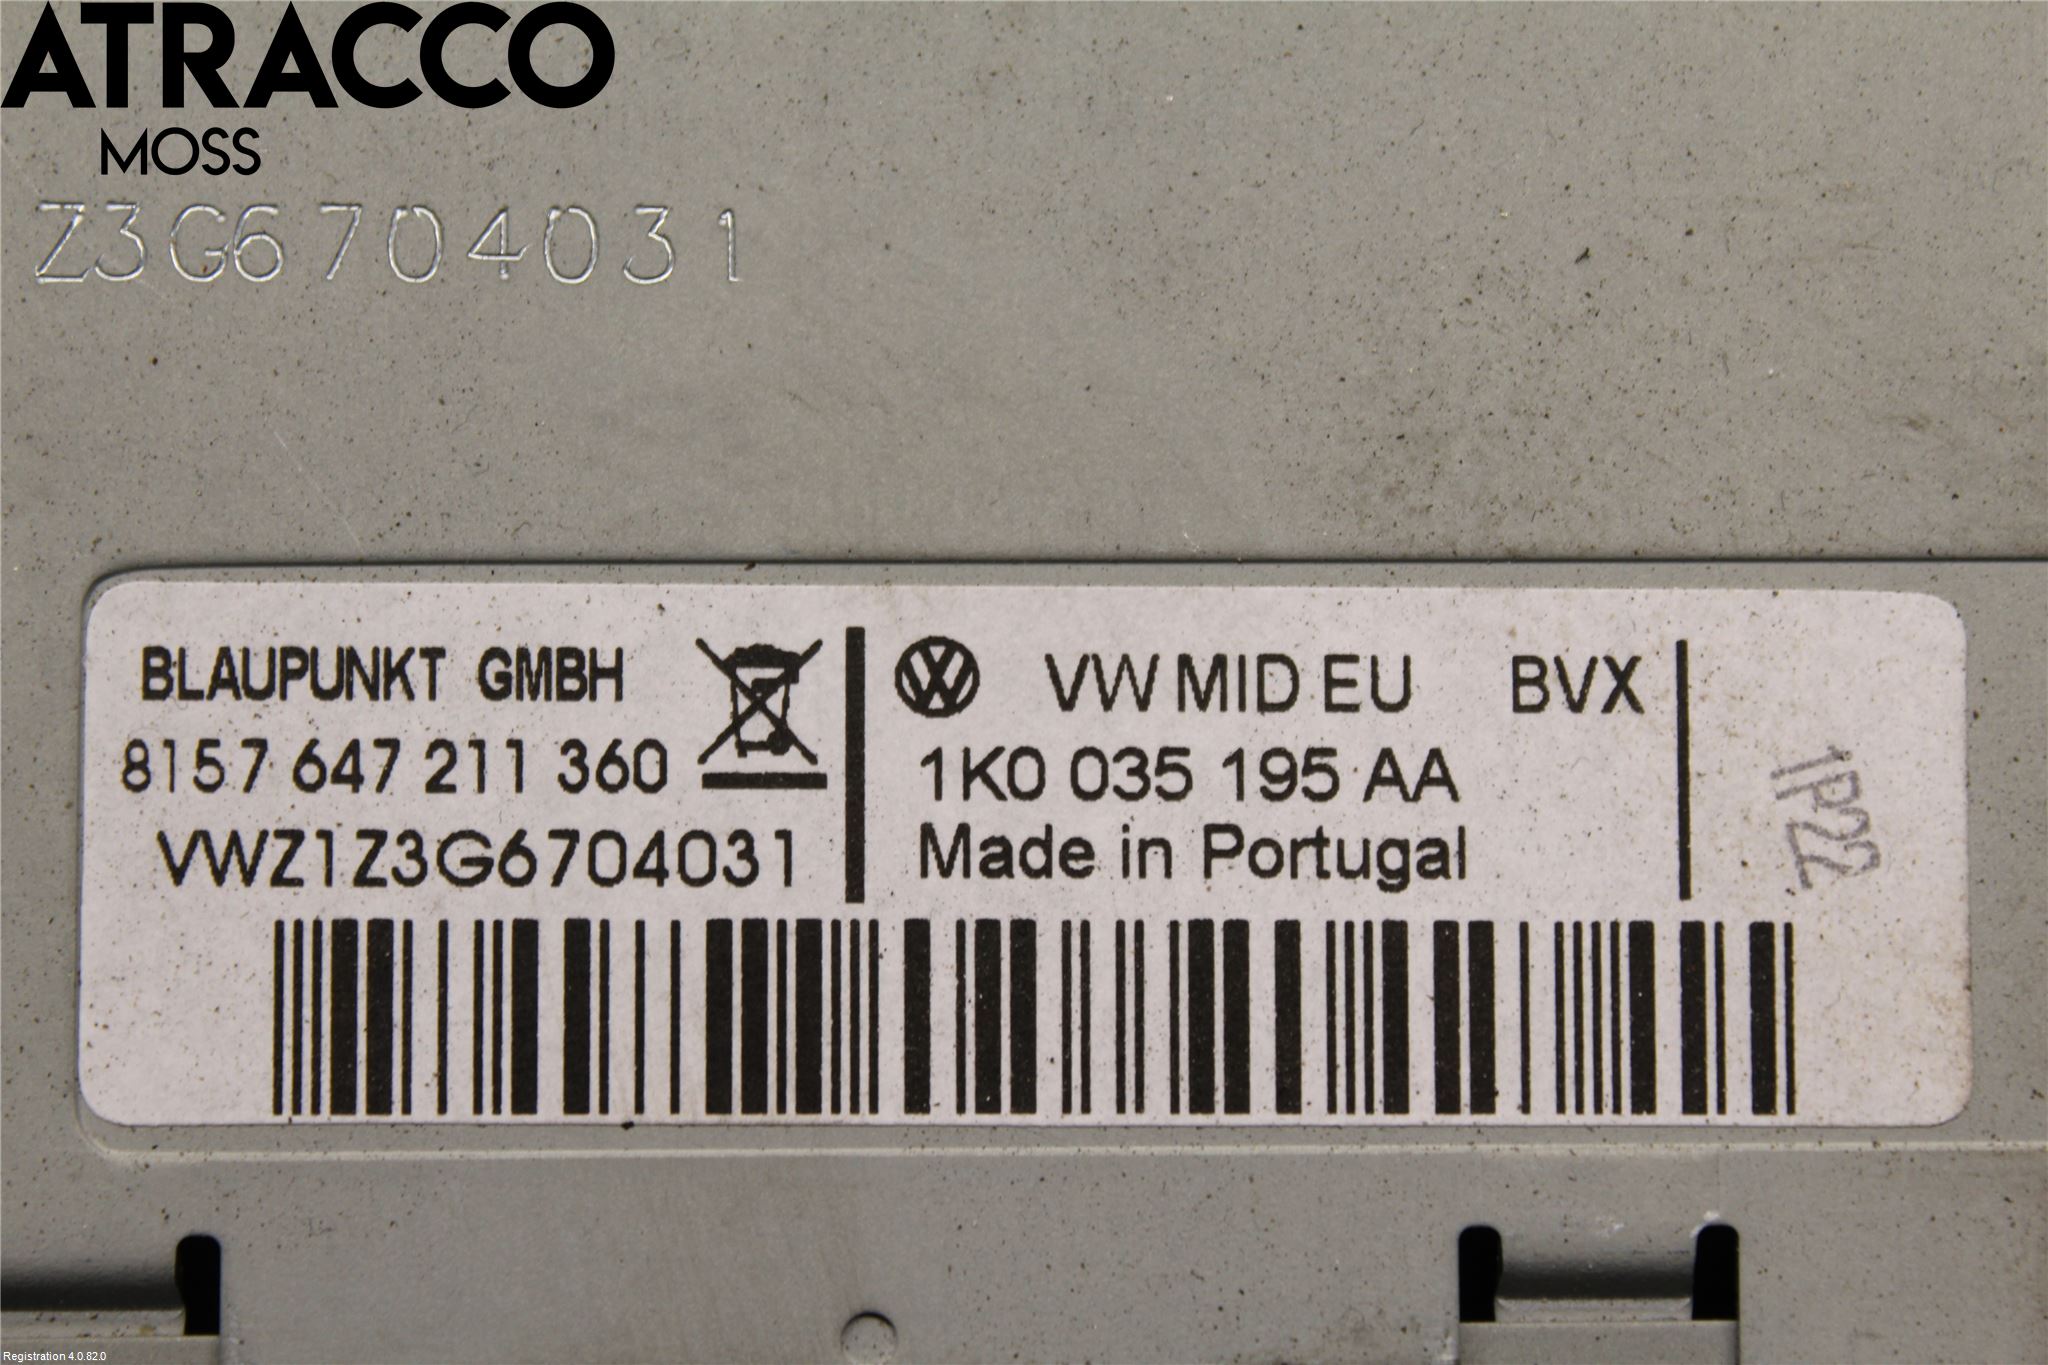 ATRACCO
MOSS
Z3G6704031
BLAUPUNKT GMBH
8157 647 211 360
VWZ1Z3G6704031
VW MID EU BVX
1K0 035 195 AA
Made in Portugal
1P22
Registration 4.0.82.0